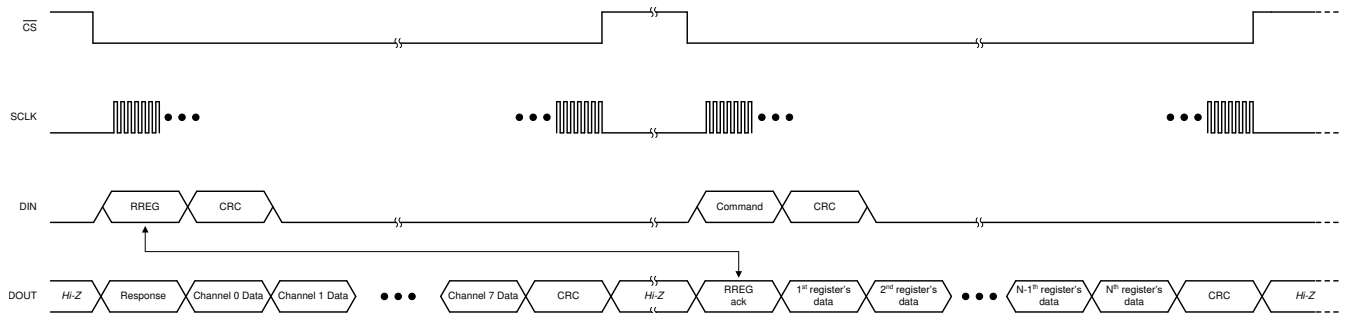 CS
SCLK
DIN
RREG
CRC
Command
CRC
DOUT
Hi-Z
Response
Channel 0 Data
Channel 1 Data
Channel 7 Data
CRC
Hi-Z
RREG
ack
1st register's
data
2nd register's
data
N-1th register's
data
Nth register's
data
CRC
Hi-Z